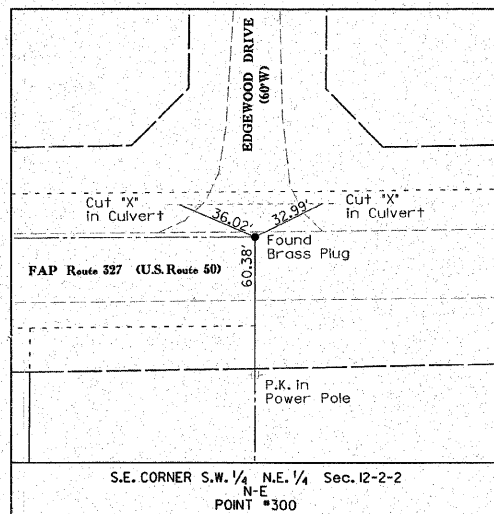 EDGEWOOD DRIVE
(60'W)
Cut "X"
in Culvert
36.02'
32.99'
Cut "X"
in Culvert
Found
Brass Plug
60.38'
FAP Route 327 (U.S. Route 50)
P.K. in
Power Pole
S.E. CORNER S.W. 1/4 N.E. 1/4 Sec. 12-2-2
N-E
POINT #300